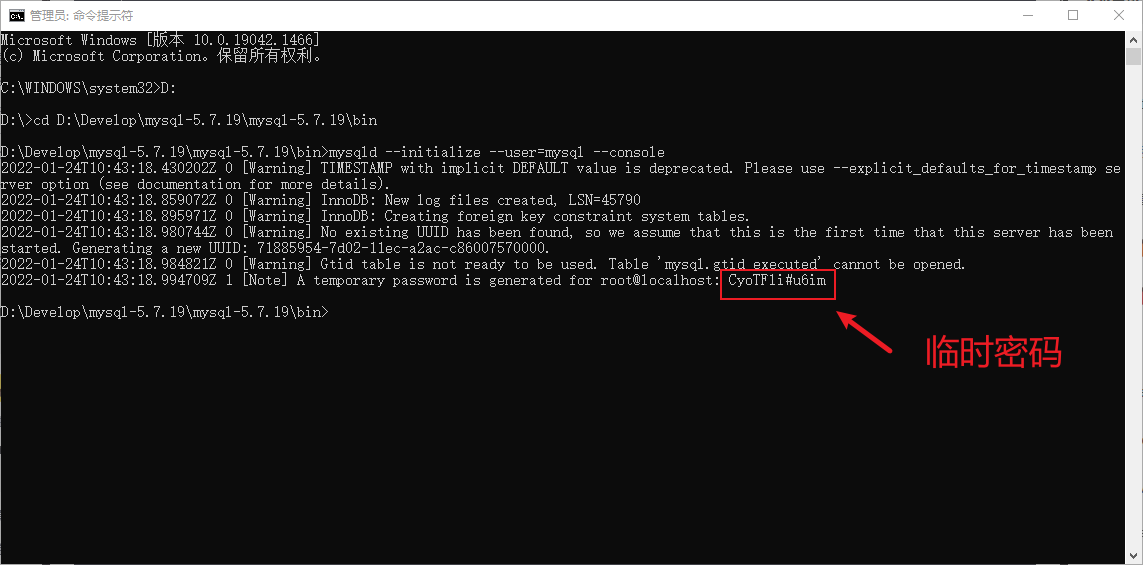 管理员: 命令提示符
Microsoft Windows [版本 10.0.19042.1466]
(c) Microsoft Corporation。保留所有权利。
C:\WINDOWS\system32>D:
D:\>cd D:\Develop\mysql-5.7.19\mysql-5.7.19\bin
D:\Develop\mysql-5.7.19\mysql-5.7.19\bin>mysqld --initialize --user=mysql --console
2022-01-24T10:43:18.430202Z 0 [Warning] TIMESTAMP with implicit DEFAULT value is deprecated. Please use --explicit_defaults_for_timestamp se
rver option (see documentation for more details).
2022-01-24T10:43:18.859072Z 0 [Warning] InnoDB: New log files created, LSN=45790
2022-01-24T10:43:18.895971Z 0 [Warning] InnoDB: Creating foreign key constraint system tables.
2022-01-24T10:43:18.980744Z 0 [Warning] No existing UUID has been found, so we assume that this is the first time that this server has been
started. Generating a new UUID: 71885954-7d02-11ec-a2ac-c86007570000.
2022-01-24T10:43:18.984821Z 0 [Warning] Gtid table is not ready to be used. Table 'mysql.gtid_executed' cannot be opened.
2022-01-24T10:43:18.994709Z 1 [Note] A temporary password is generated for root@localhost: CyoTFli#u6im
D:\Develop\mysql-5.7.19\mysql-5.7.19\bin>
临时密码